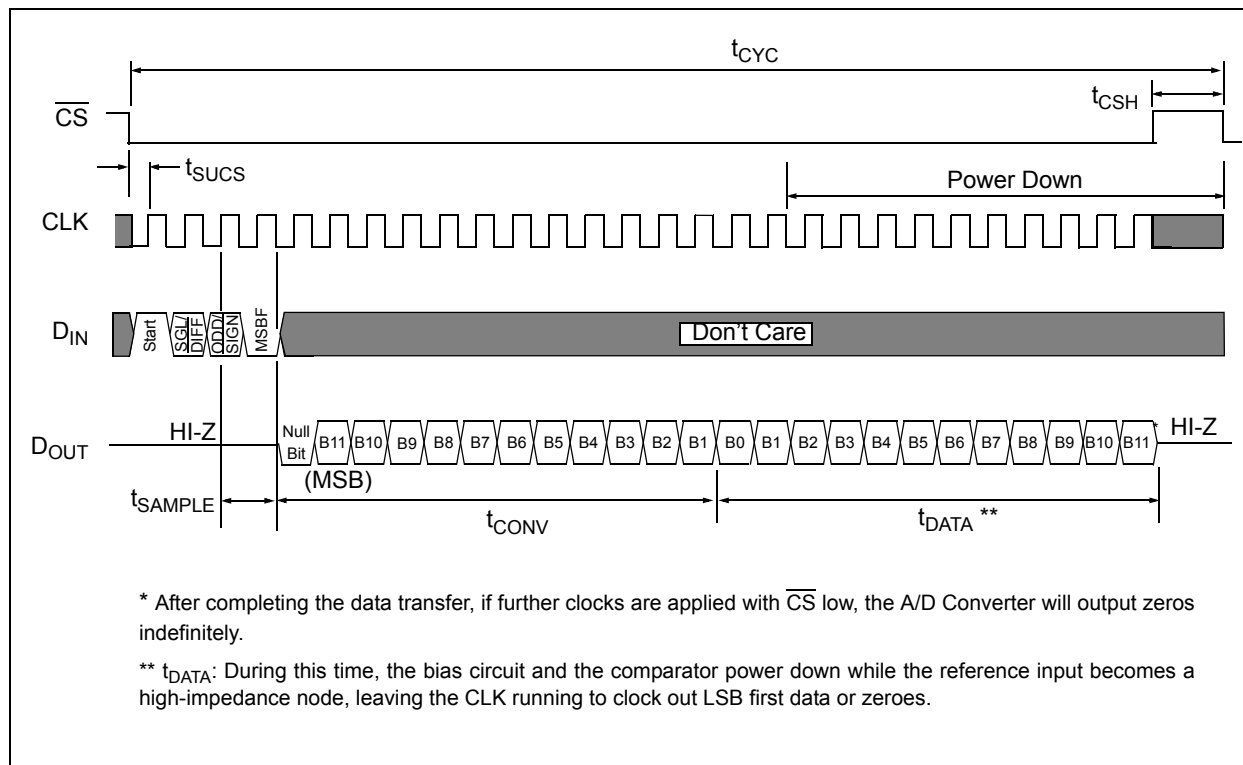 tCYC
tCSH
CS
tSUCS
Power Down
CLK
DIN
Start
SGL/
DIFF
ODD/
SIGN
MSBF
Don't Care
DOUT
HI-Z
Null
Bit
B11 B10 B9 B8 B7 B6 B5 B4 B3 B2 B1 B0 B1 B2 B3 B4 B5 B6 B7 B8 B9 B10 B11
*
HI-Z
(MSB)
tSAMPLE
tCONV
tDATA **
* After completing the data transfer, if further clocks are applied with CS low, the A/D Converter will output zeros
indefinitely.
** tDATA: During this time, the bias circuit and the comparator power down while the reference input becomes a
high-impedance node, leaving the CLK running to clock out LSB first data or zeroes.